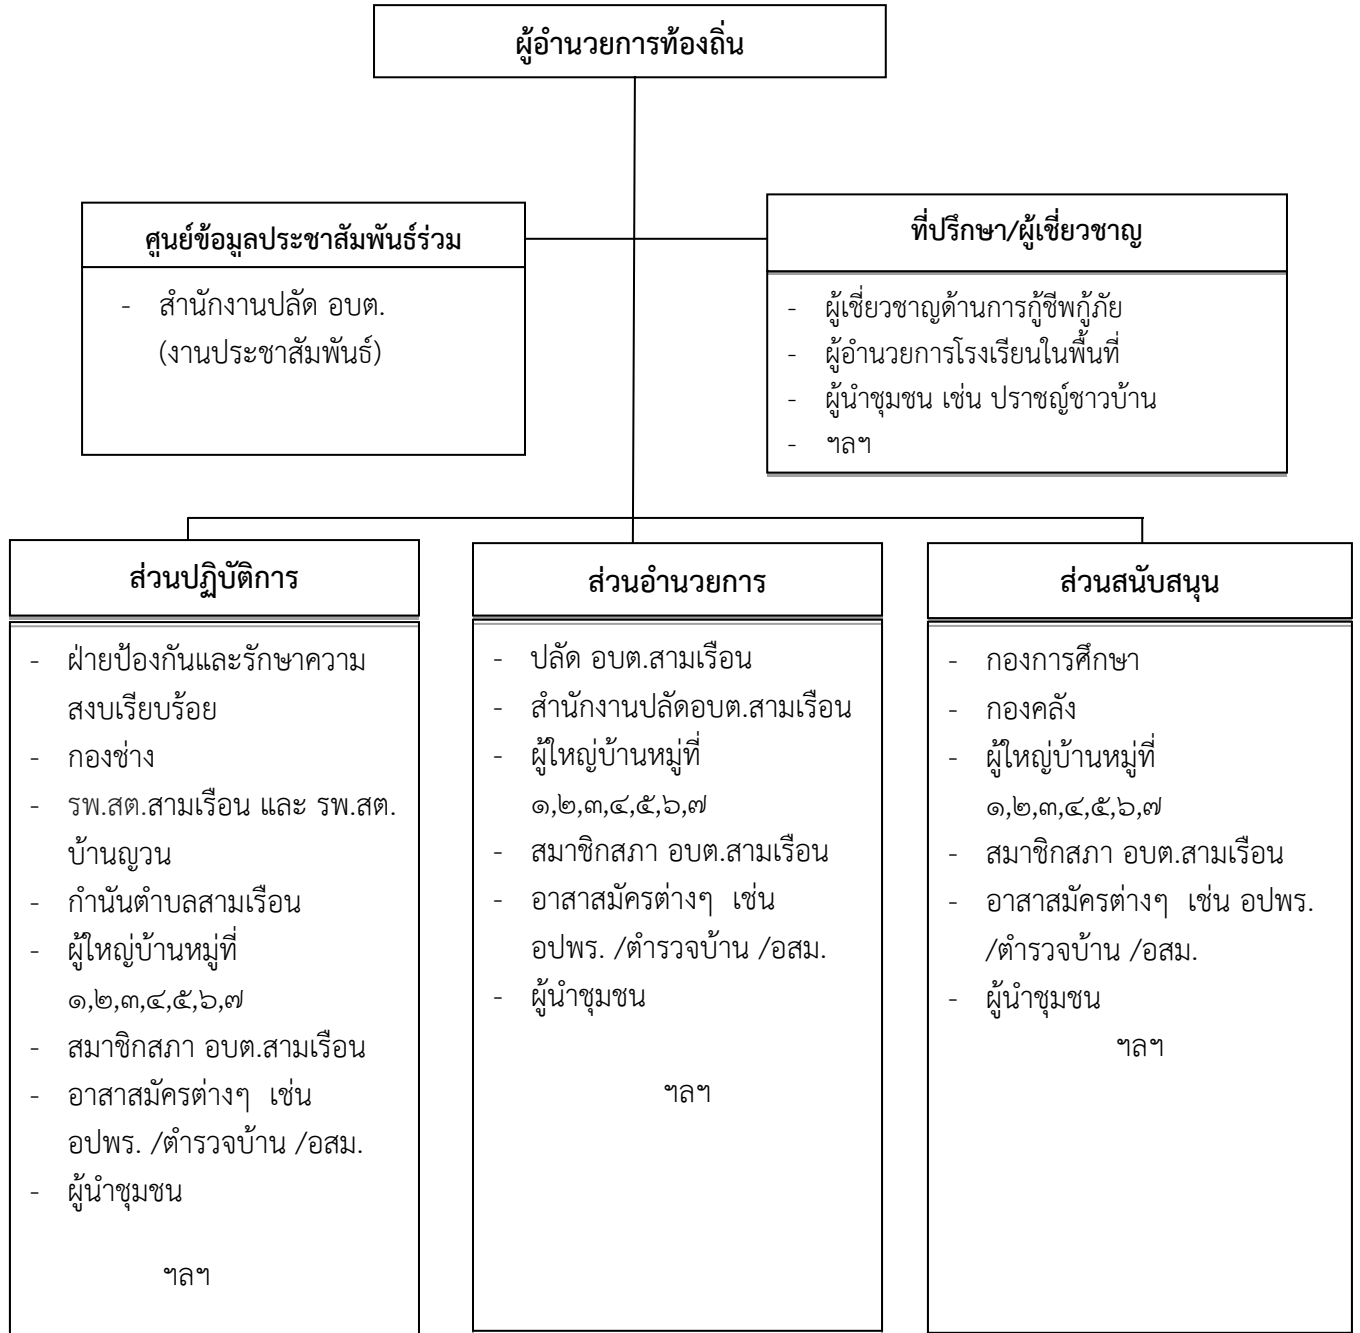 ผู้อำนวยการท้องถิ่น
ศูนย์ข้อมูลประชาสัมพันธ์ร่วม
- สำนักงานปลัด อบต.
(งานประชาสัมพันธ์)
ที่ปรึกษา/ผู้เชี่ยวชาญ
- ผู้เชี่ยวชาญด้านการกู้ชีพกู้ภัย
- ผู้อำนวยการโรงเรียนในพื้นที่
- ผู้นำชุมชน เช่น ปราชญ์ชาวบ้าน
- ฯลฯ
ส่วนปฏิบัติการ
- ฝ่ายป้องกันและรักษาความ
สงบเรียบร้อย
- กองช่าง
- รพ.สต.สามเรือน และ รพ.สต.
บ้านญวน
- กำนันตำบลสามเรือน
- ผู้ใหญ่บ้านหมู่ที่
๑,๒,๓,๔,๕,๖,๗
- สมาชิกสภา อบต.สามเรือน
- อาสาสมัครต่างๆ เช่น
อปพร. /ตำรวจบ้าน /อสม.
- ผู้นำชุมชน
ฯลฯ
ส่วนอำนวยการ
- ปลัด อบต.สามเรือน
- สำนักงานปลัดอบต.สามเรือน
- ผู้ใหญ่บ้านหมู่ที่
๑,๒,๓,๔,๕,๖,๗
- สมาชิกสภา อบต.สามเรือน
- อาสาสมัครต่างๆ เช่น
อปพร. /ตำรวจบ้าน /อสม.
- ผู้นำชุมชน
ฯลฯ
ส่วนสนับสนุน
- กองการศึกษา
- กองคลัง
- ผู้ใหญ่บ้านหมู่ที่
๑,๒,๓,๔,๕,๖,๗
- สมาชิกสภา อบต.สามเรือน
- อาสาสมัครต่างๆ เช่น อปพร.
/ตำรวจบ้าน /อสม.
- ผู้นำชุมชน
ฯลฯ